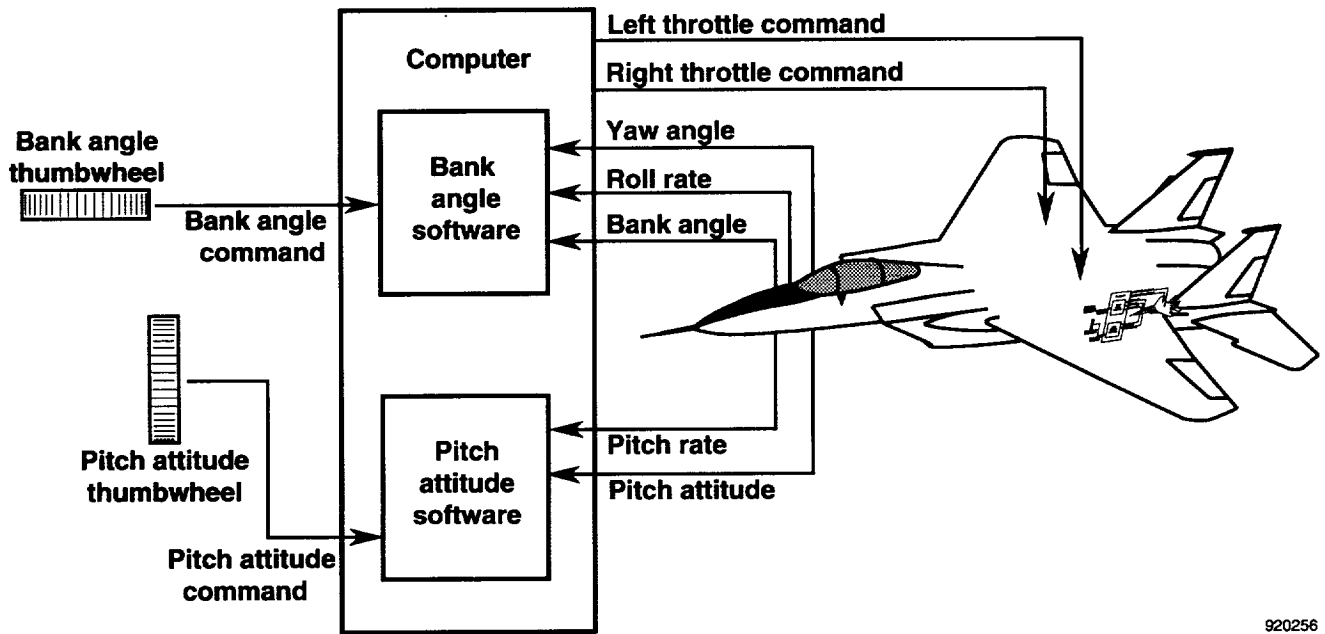 Left throttle command
Computer
Right throttle command
Bank angle
thumbwheel
Bank angle
command
Bank
angle
software
Yaw angle
Roll rate
Bank angle
Pitch attitude
thumbwheel
Pitch attitude
command
Pitch
attitude
software
Pitch rate
Pitch attitude
920256